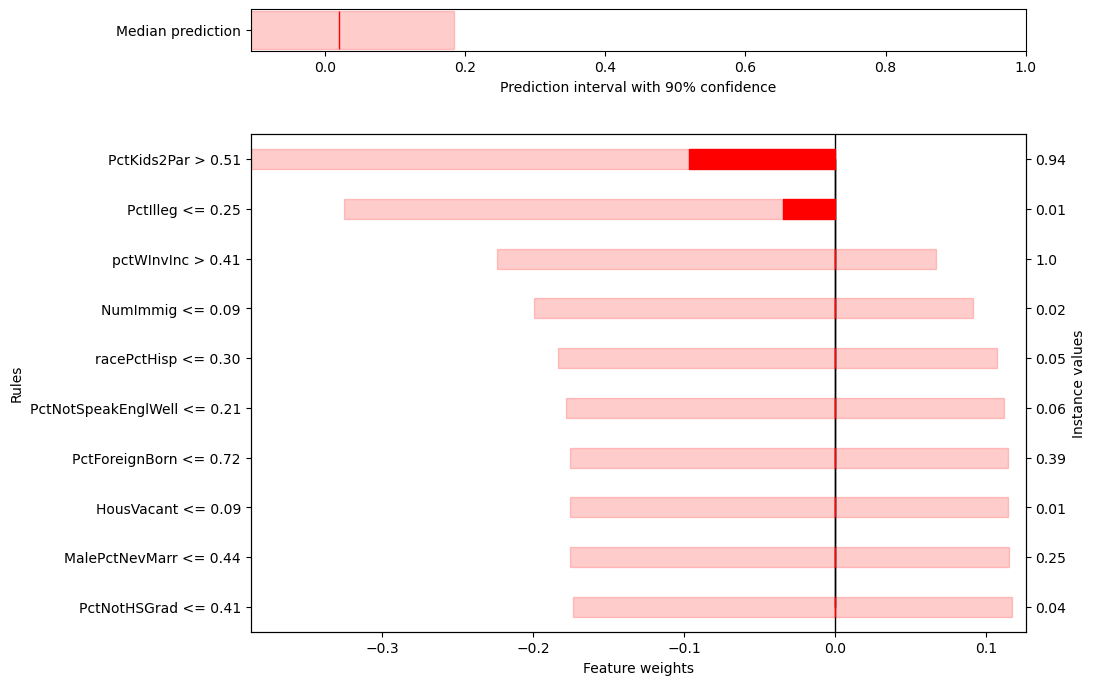 Median prediction
0.0 0.2 0.4 0.6 0.8 1.0
Prediction interval with 90% confidence
PctKids2Par > 0.51 0.94
PctIlleg <= 0.25 0.01
pctWInvInc > 0.41 1.0
NumImmig <= 0.09 0.02
racePctHisp <= 0.30 0.05
PctNotSpeakEnglWell <= 0.21 0.06
PctForeignBorn <= 0.72 0.39
HousVacant <= 0.09 0.01
MalePctNevMarr <= 0.44 0.25
PctNotHSGrad <= 0.41 0.04
Rules
Instance values
−0.3 −0.2 −0.1 0.0 0.1
Feature weights